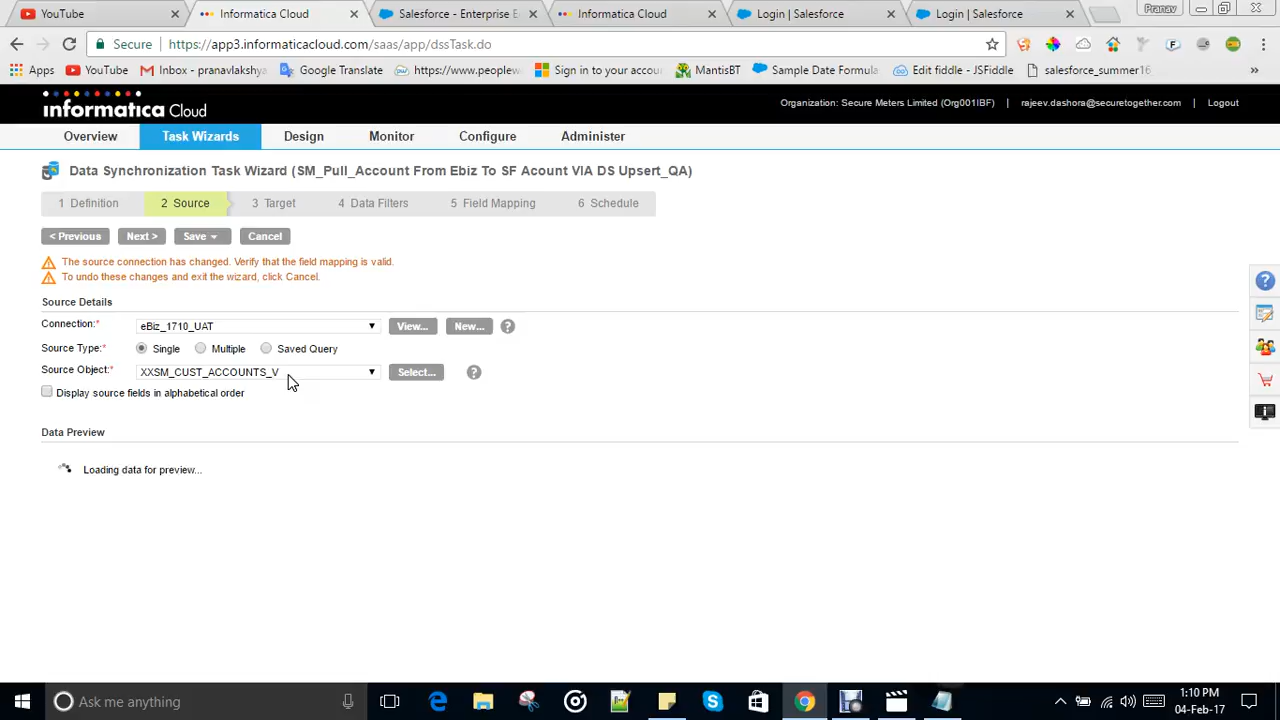 YouTube
Informatica Cloud
Salesforce - Enterprise E
Informatica Cloud
Login | Salesforce
Login | Salesforce
Pranav
Secure
https://app3.informaticacloud.com/saas/app/dssTask.do
Apps
YouTube
Inbox - pranavlakchya
Google Translate
https://www.peoplew
Sign in to your accou
MantisBT
Sample Date Formula
Edit fiddle - JSFiddle
salesforce_summer16
»
informatica Cloud
Organization: Secure Meters Limited (Org001IBF)
rajeev.dashora@securetogether.com
Logout
Overview
Task Wizards
Design
Monitor
Configure
Administer
Data Synchronization Task Wizard (SM_Pull_Account From Ebiz To SF Acount VIA DS Upsert_QA)
1 Definition
2 Source
3 Target
4 Data Filters
5 Field Mapping
6 Schedule
< Previous
Next >
Save
Cancel
The source connection has changed. Verify that the field mapping is valid.
To undo these changes and exit the wizard, click Cancel.
Source Details
Connection:* eBiz_1710_UAT View... New...
Source Type:* Single Multiple Saved Query
Source Object:* XXSM_CUST_ACCOUNTS_V Select...
Display source fields in alphabetical order
Data Preview
Loading data for preview...
Ask me anything
1:10 PM
04-Feb-17